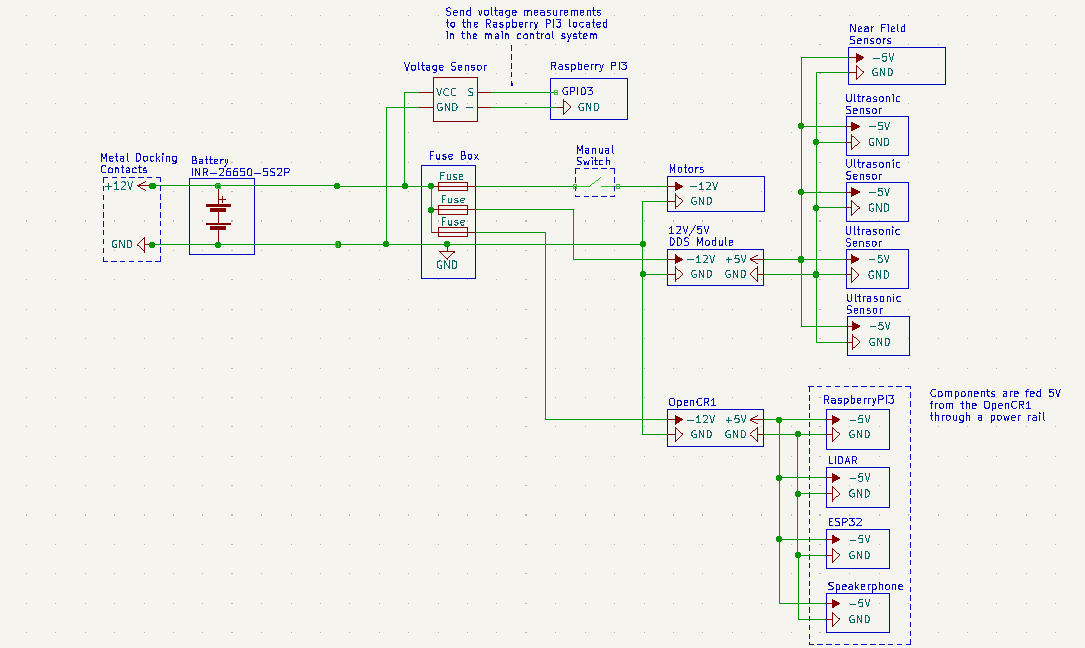 Send voltage measurements
to the Raspberry PI3 located
in the main control system
Near Field
Sensors
-5V
GND
Voltage Sensor
VCC S
GND -
Raspberry PI3
GPIO3
GND
Ultrasonic
Sensor
-5V
GND
Metal Docking
Contacts
+12V
GND
Battery
INR-26650-5S2P
+
Fuse Box
Fuse
Fuse
Fuse
GND
Manual
Switch
Motors
-12V
GND
Ultrasonic
Sensor
-5V
GND
12V/5V
DDS Module
-12V +5V
GND GND
Ultrasonic
Sensor
-5V
GND
Ultrasonic
Sensor
-5V
GND
OpenCR1
-12V +5V
GND GND
RaspberryPI3
-5V
GND
Components are fed 5V
from the OpenCR1
through a power rail
LIDAR
-5V
GND
ESP32
-5V
GND
Speakerphone
-5V
GND